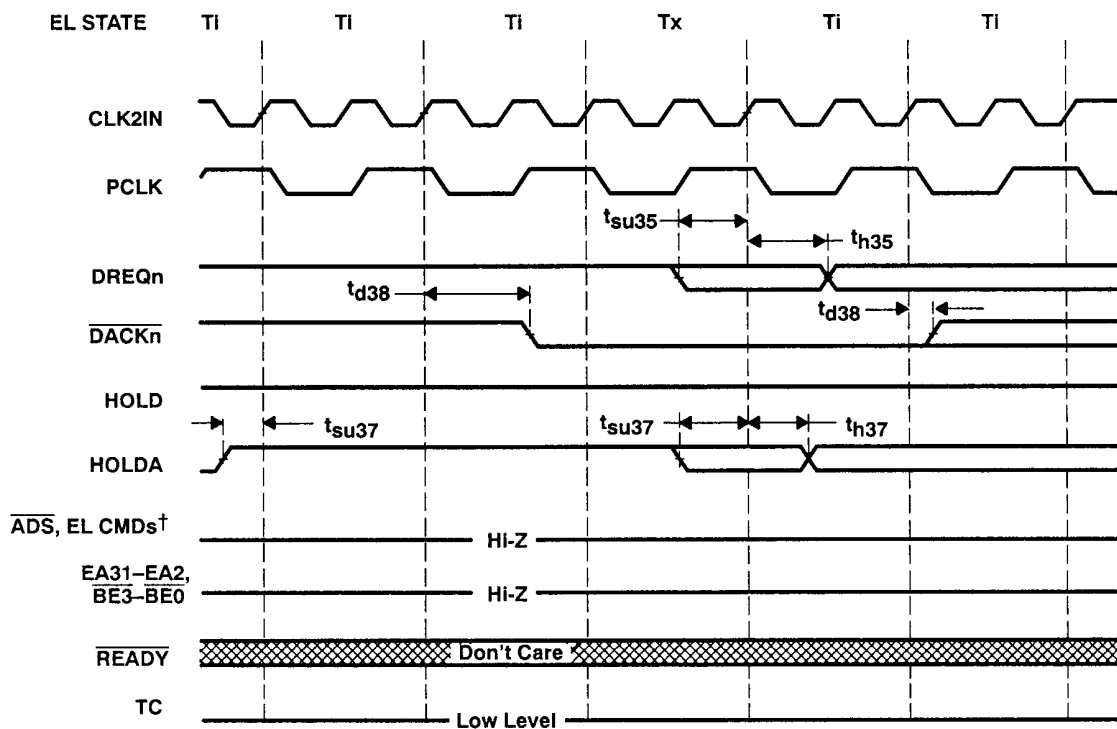 EL STATE Ti Ti Ti Tx Ti Ti
CLK2IN
PCLK
tsu35
th35
DREQn
td38
td38
DACKn
HOLD
tsu37
tsu37
th37
HOLDA
ADS, EL CMDs†
Hi-Z
EA31–EA2,
BE3–BE0
Hi-Z
READY
Don't Care
TC
Low Level